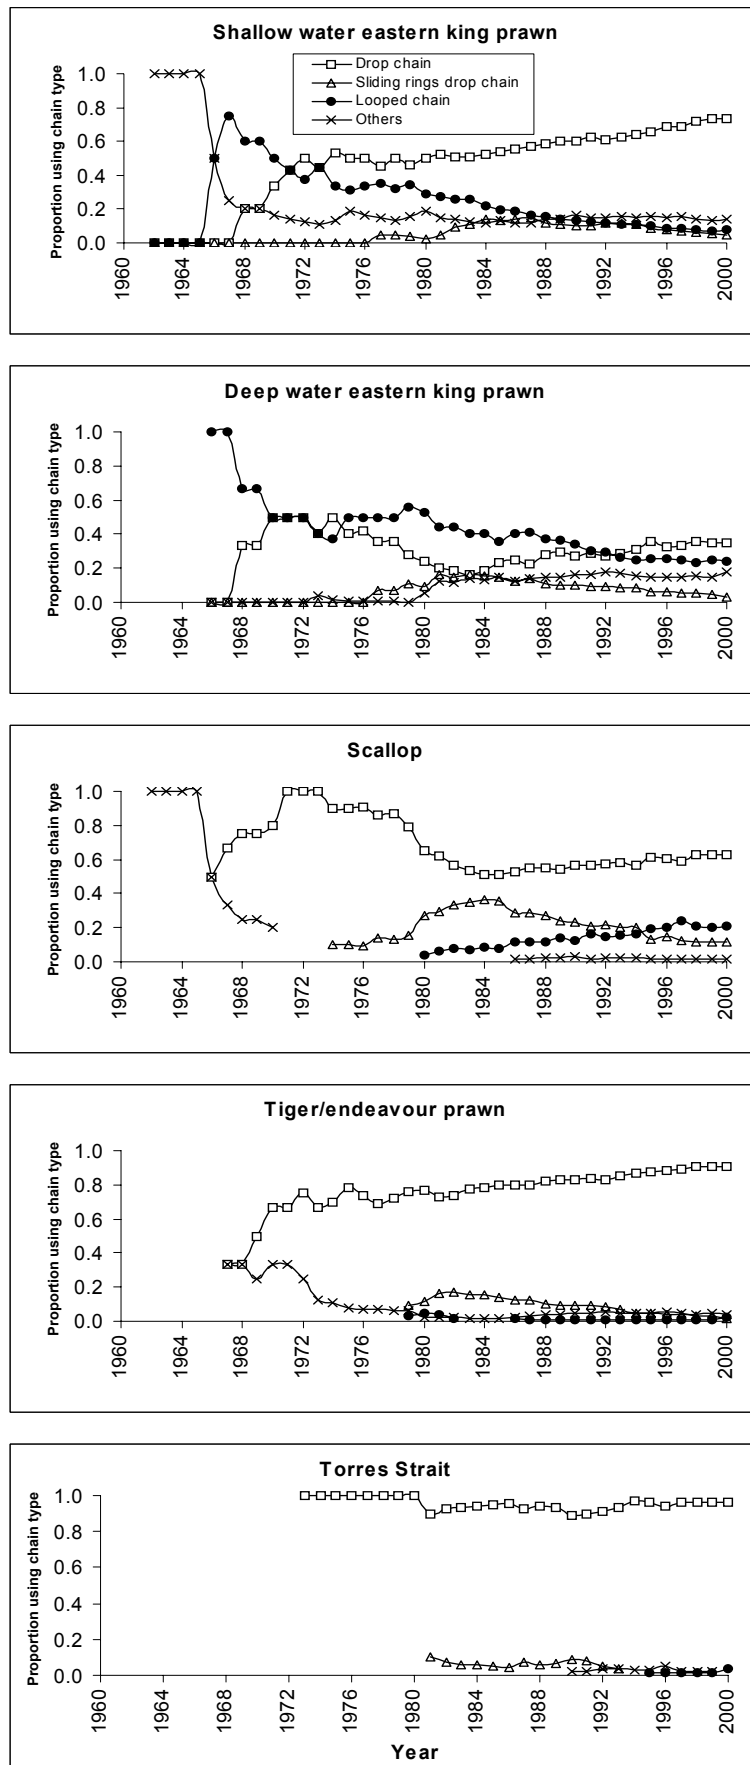 Shallow water eastern king prawn
Drop chain
Sliding rings drop chain
Looped chain
Others
Proportion using chain type
1.0
0.8
0.6
0.4
0.2
0.0
1960 1964 1968 1972 1976 1980 1984 1988 1992 1996 2000
Deep water eastern king prawn
Proportion using chain type
1.0
0.8
0.6
0.4
0.2
0.0
1960 1964 1968 1972 1976 1980 1984 1988 1992 1996 2000
Scallop
Proportion using chain type
1.0
0.8
0.6
0.4
0.2
0.0
1960 1964 1968 1972 1976 1980 1984 1988 1992 1996 2000
Tiger/endeavour prawn
Proportion using chain type
1.0
0.8
0.6
0.4
0.2
0.0
1960 1964 1968 1972 1976 1980 1984 1988 1992 1996 2000
Torres Strait
Proportion using chain type
1.0
0.8
0.6
0.4
0.2
0.0
1960 1964 1968 1972 1976 1980 1984 1988 1992 1996 2000
Year